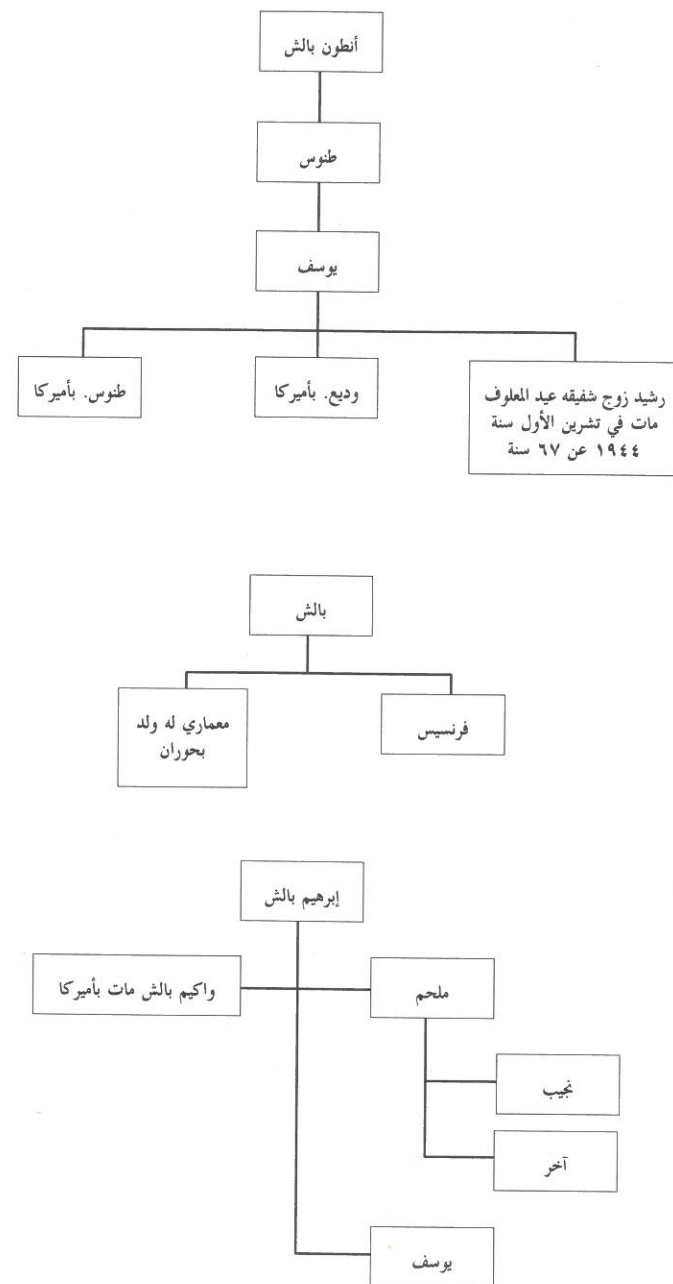 أنطون بالش
طنوس
يوسف
رشيد زوج شفيقه عيد المعلوف
مات في تشرين الأول سنة
١٩٤٤ عن ٦٧ سنة
وديع. بأميركا
طنوس. بأميركا
بالش
فرنسيس
معماري له ولد
بحوران
إبرهيم بالش
ملحم
واكيم بالش مات بأميركا
نجيب
آخر
يوسف